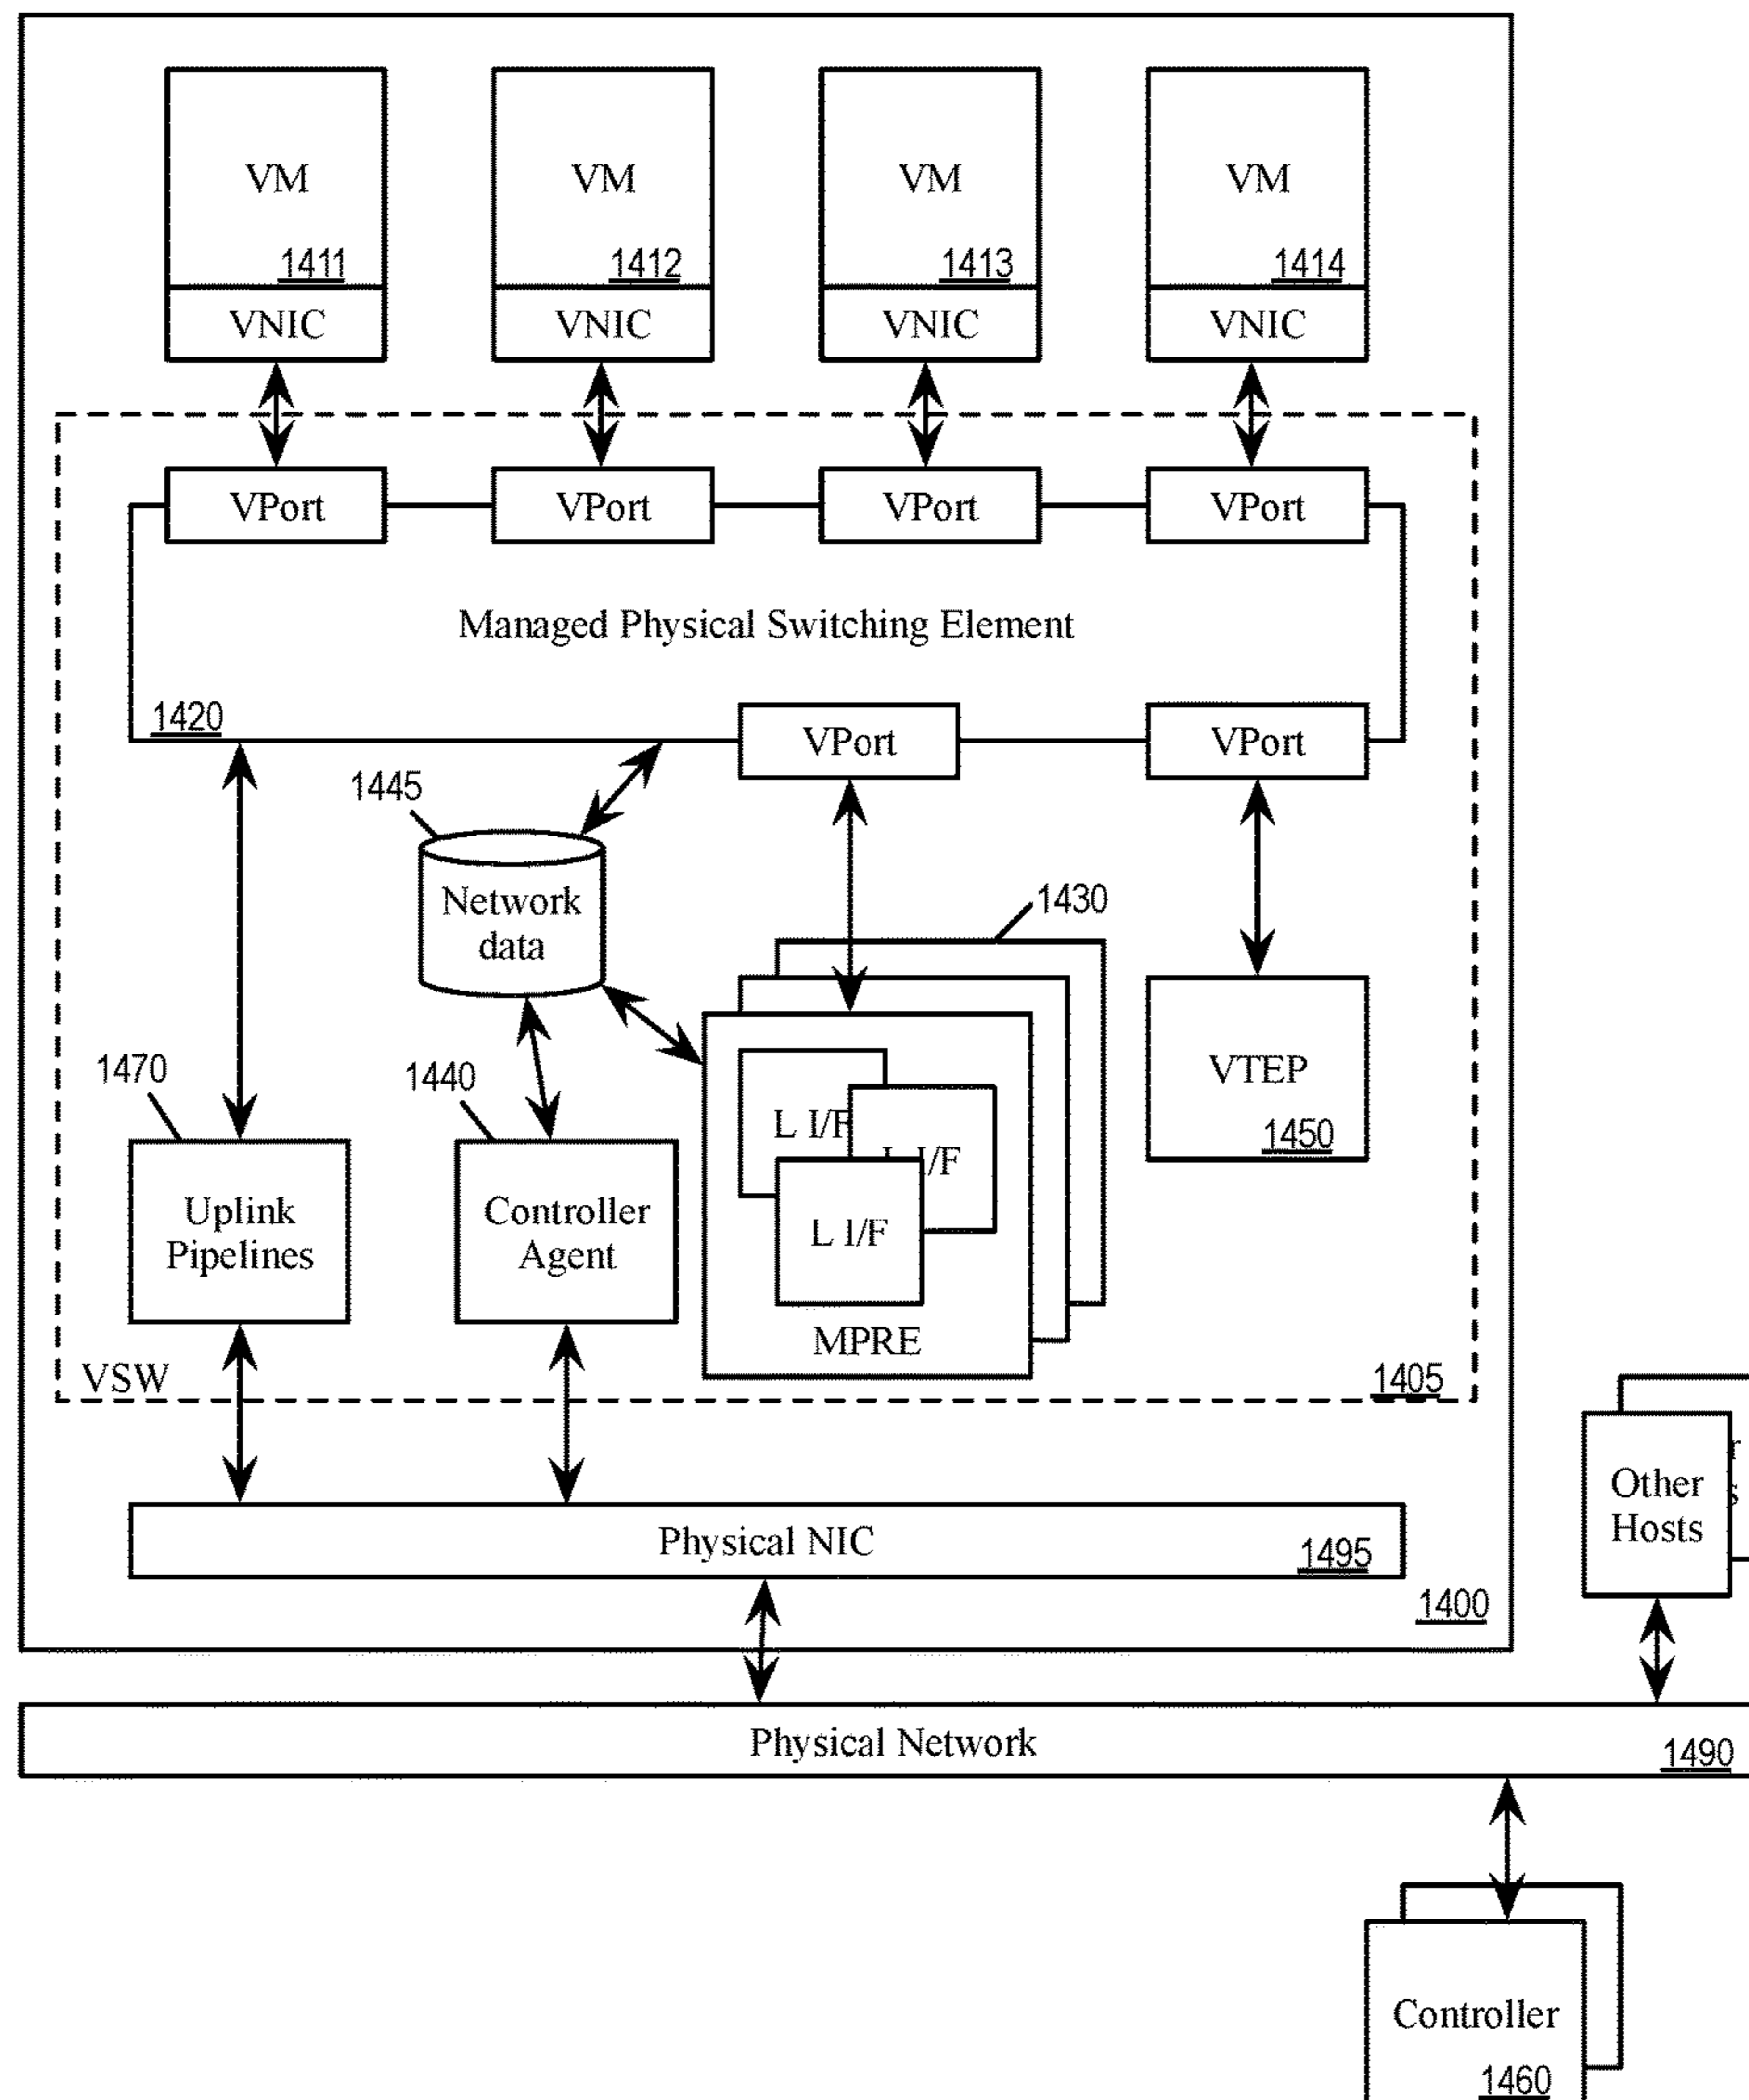 VM
1411
VNIC
VM
1412
VNIC
VM
1413
VNIC
VM
1414
VNIC
VPort
VPort
VPort
VPort
Managed Physical Switching Element
1420
VPort
VPort
1445
Network
data
1430
1470
1440
Uplink
Pipelines
Controller
Agent
L I/F
I/F
L I/F
MPRE
VTEP
1450
VSW
1405
Physical NIC
1495
1400
Other
Hosts
Physical Network
1490
Controller
1460